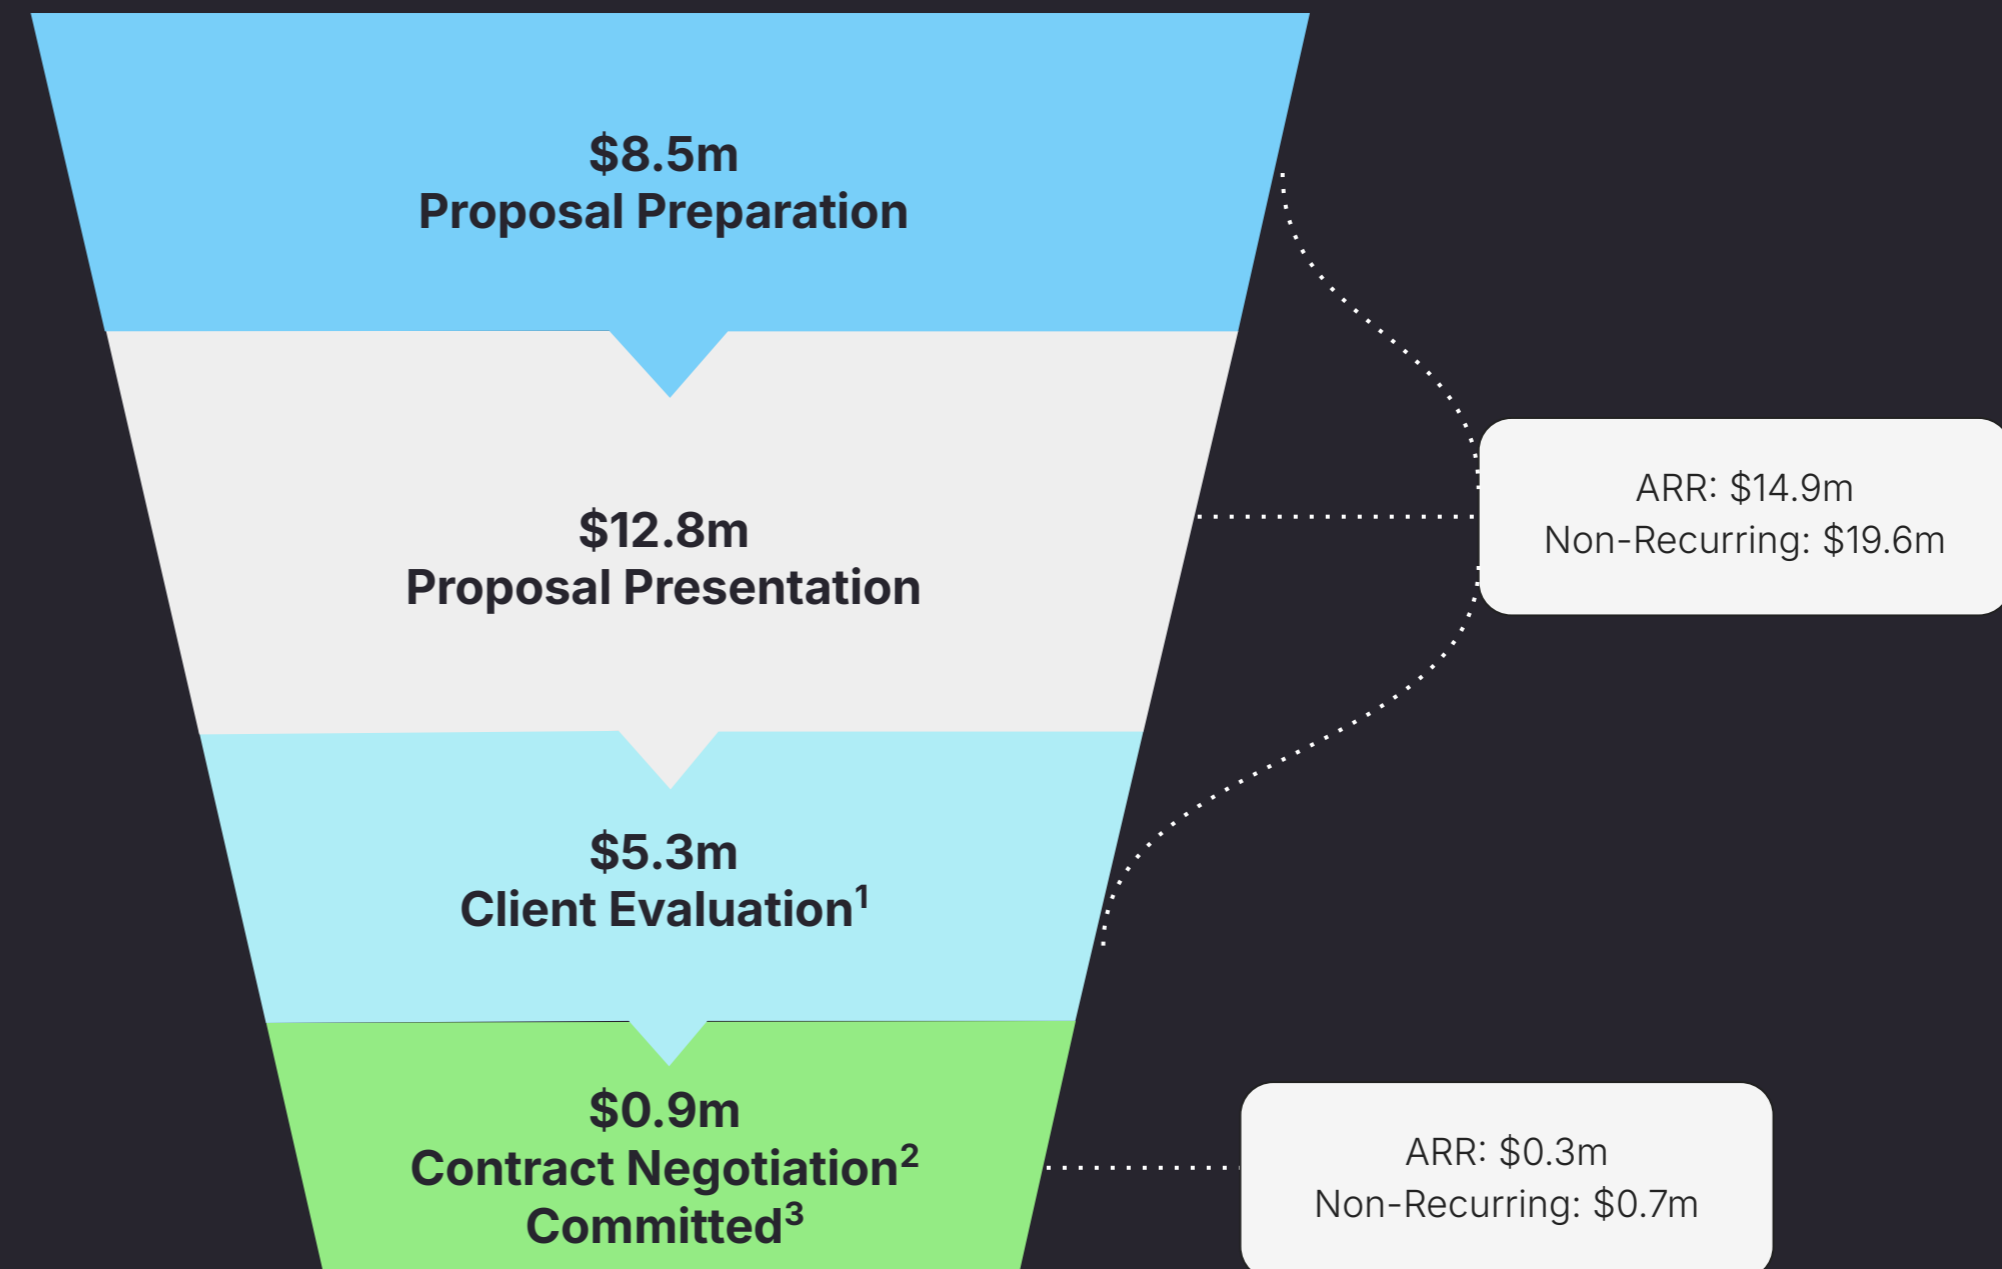 $8.5m
Proposal Preparation
$12.8m
Proposal Presentation
ARR: $14.9m
Non-Recurring: $19.6m
$5.3m
Client Evaluation¹
$0.9m
Contract Negotiation²
Committed³
ARR: $0.3m
Non-Recurring: $0.7m